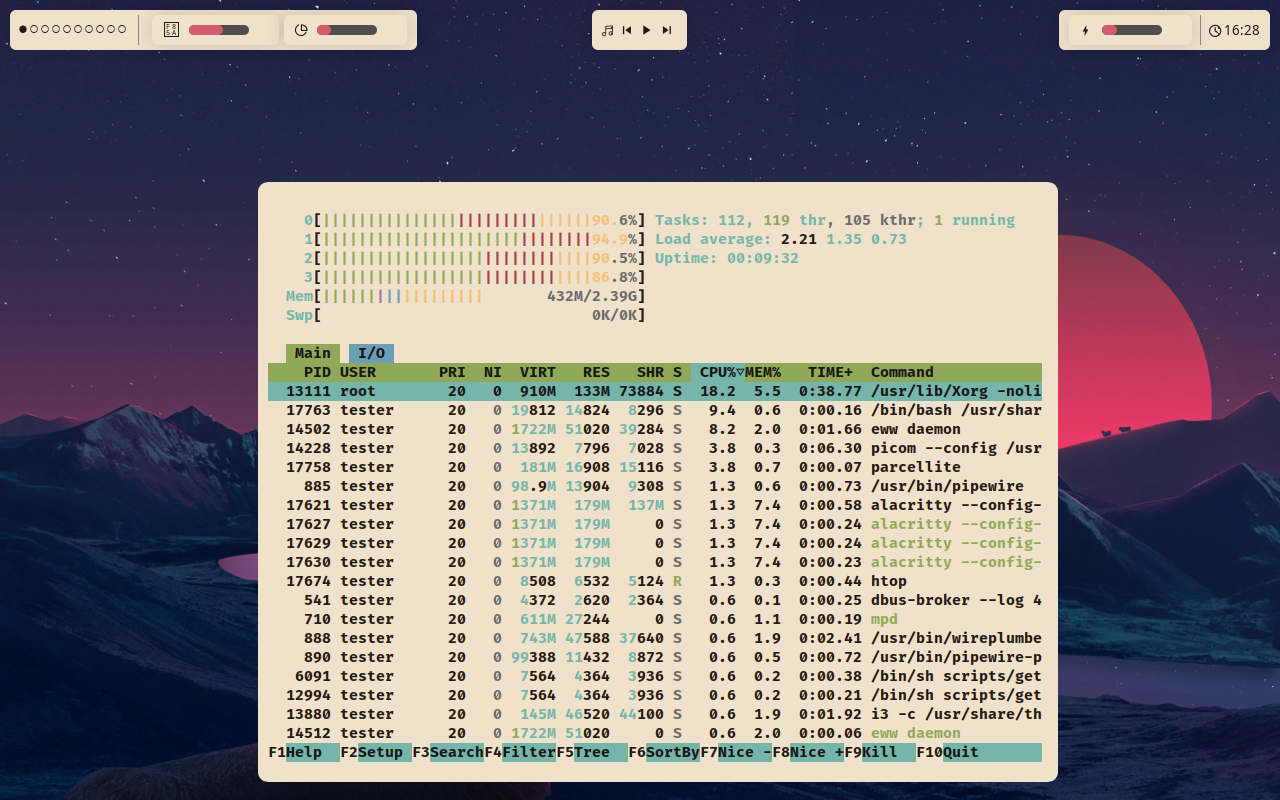 F8
5A
16:28
0[90.6%] Tasks: 112, 119 thr, 105 kthr; 1 running
1[94.9%] Load average: 2.21 1.35 0.73
2[90.5%] Uptime: 00:09:32
3[86.8%]
Mem[432M/2.39G]
Swp[0K/0K]
Main I/O
PID USER PRI NI VIRT RES SHR S CPU%▽MEM% TIME+ Command
13111 root 20 0 910M 133M 73884 S 18.2 5.5 0:38.77 /usr/lib/Xorg -noli
17763 tester 20 0 19812 14824 8296 S 9.4 0.6 0:00.16 /bin/bash /usr/shar
14502 tester 20 0 1722M 51020 39284 S 8.2 2.0 0:01.66 eww daemon
14228 tester 20 0 13892 7796 7028 S 3.8 0.3 0:06.30 picom --config /usr
17758 tester 20 0 181M 16908 15116 S 3.8 0.7 0:00.07 parcellite
885 tester 20 0 98.9M 13904 9308 S 1.3 0.6 0:00.73 /usr/bin/pipewire
17621 tester 20 0 1371M 179M 137M S 1.3 7.4 0:00.58 alacritty --config-
17627 tester 20 0 1371M 179M 0 S 1.3 7.4 0:00.24 alacritty --config-
17629 tester 20 0 1371M 179M 0 S 1.3 7.4 0:00.24 alacritty --config-
17630 tester 20 0 1371M 179M 0 S 1.3 7.4 0:00.23 alacritty --config-
17674 tester 20 0 8508 6532 5124 R 1.3 0.3 0:00.44 htop
541 tester 20 0 4372 2620 2364 S 0.6 0.1 0:00.25 dbus-broker --log 4
710 tester 20 0 611M 27244 0 S 0.6 1.1 0:00.19 mpd
888 tester 20 0 743M 47588 37640 S 0.6 1.9 0:02.41 /usr/bin/wireplumbe
890 tester 20 0 99388 11432 8872 S 0.6 0.5 0:00.72 /usr/bin/pipewire-p
6091 tester 20 0 7564 4364 3936 S 0.6 0.2 0:00.38 /bin/sh scripts/get
12994 tester 20 0 7564 4364 3936 S 0.6 0.2 0:00.21 /bin/sh scripts/get
13880 tester 20 0 145M 46520 44100 S 0.6 1.9 0:01.92 i3 -c /usr/share/th
14512 tester 20 0 1722M 51020 0 S 0.6 2.0 0:00.06 eww daemon
F1Help F2Setup F3SearchF4FilterF5Tree F6SortByF7Nice -F8Nice +F9Kill F10Quit